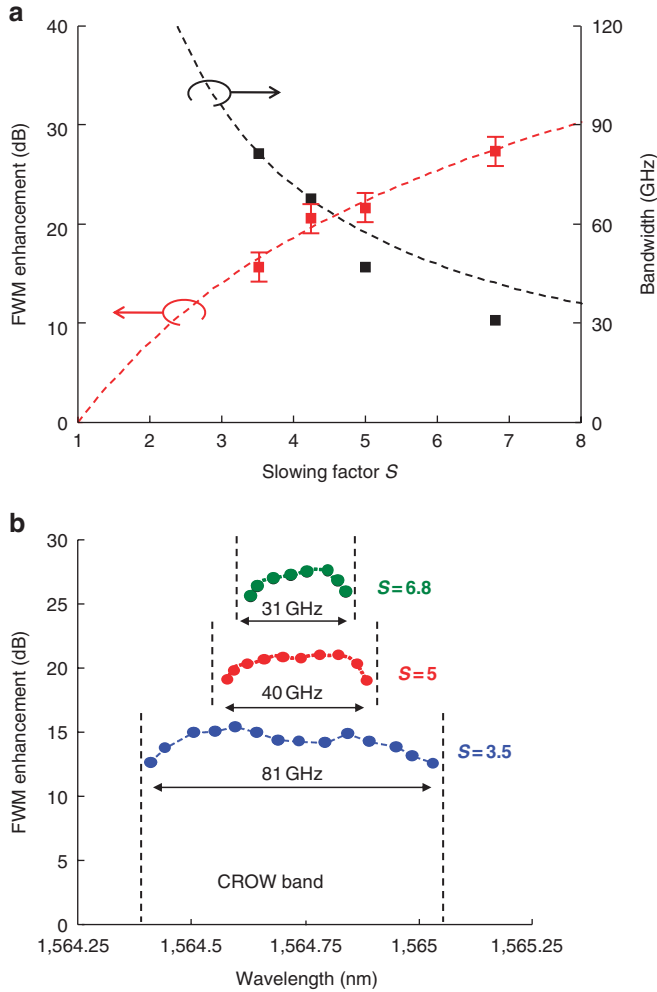 a
40
30
20
10
0
FWM enhancement (dB)
120
90
60
30
0
Bandwidth (GHz)
1 2 3 4 5 6 7 8
Slowing factor S
b
30
25
20
15
10
5
0
FWM enhancement (dB)
S=6.8
31 GHz
S=5
40 GHz
S=3.5
81 GHz
CROW band
1,564.25 1,564.5 1,564.75 1,565 1,565.25
Wavelength (nm)